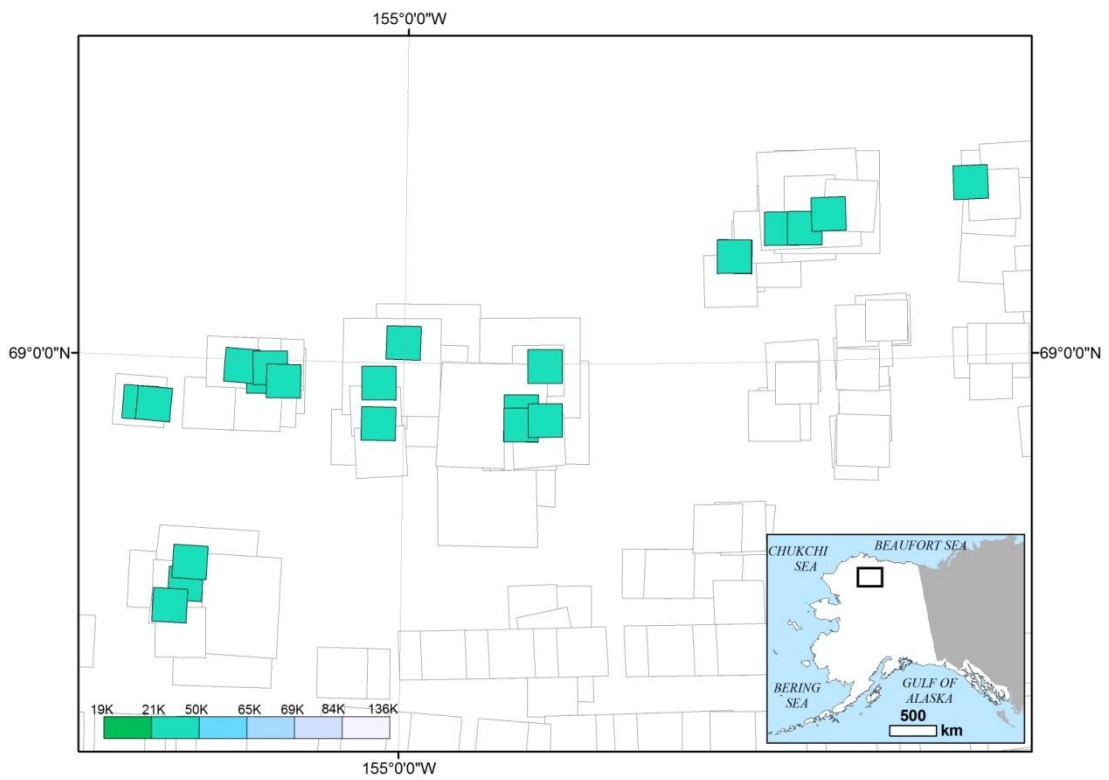 155°0'0"W
69°0'0"N
69°0'0"N
CHUKCHI
SEA
BEAUFORT SEA
BERING
SEA
GULF OF
ALASKA
500
km
19K 21K 50K 65K 69K 84K 136K
155°0'0"W